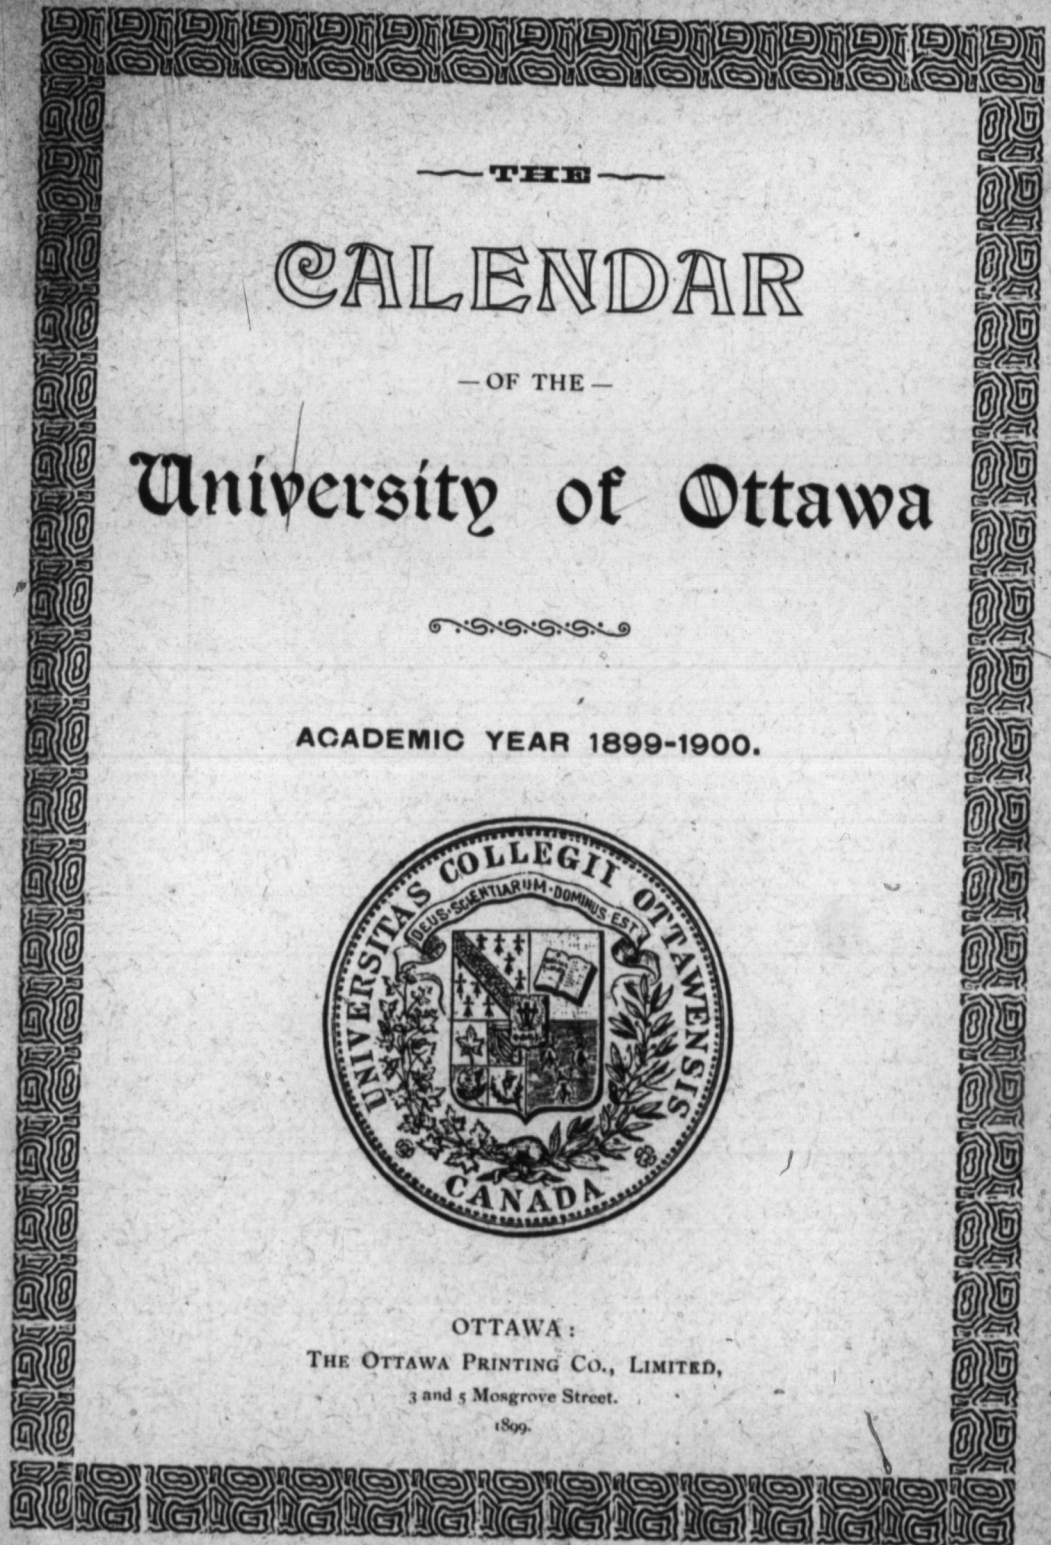 THE
CALENDAR
— OF THE —
University of Ottawa
ACADEMIC YEAR 1899-1900.
UNIVERSITAS COLLEGII OTTAWENSIS
DEUS·SCIENTIARUM·DOMINUS·EST
CANADA
OTTAWA:
THE OTTAWA PRINTING CO., LIMITED,
3 and 5 Mosgrove Street.
1899.